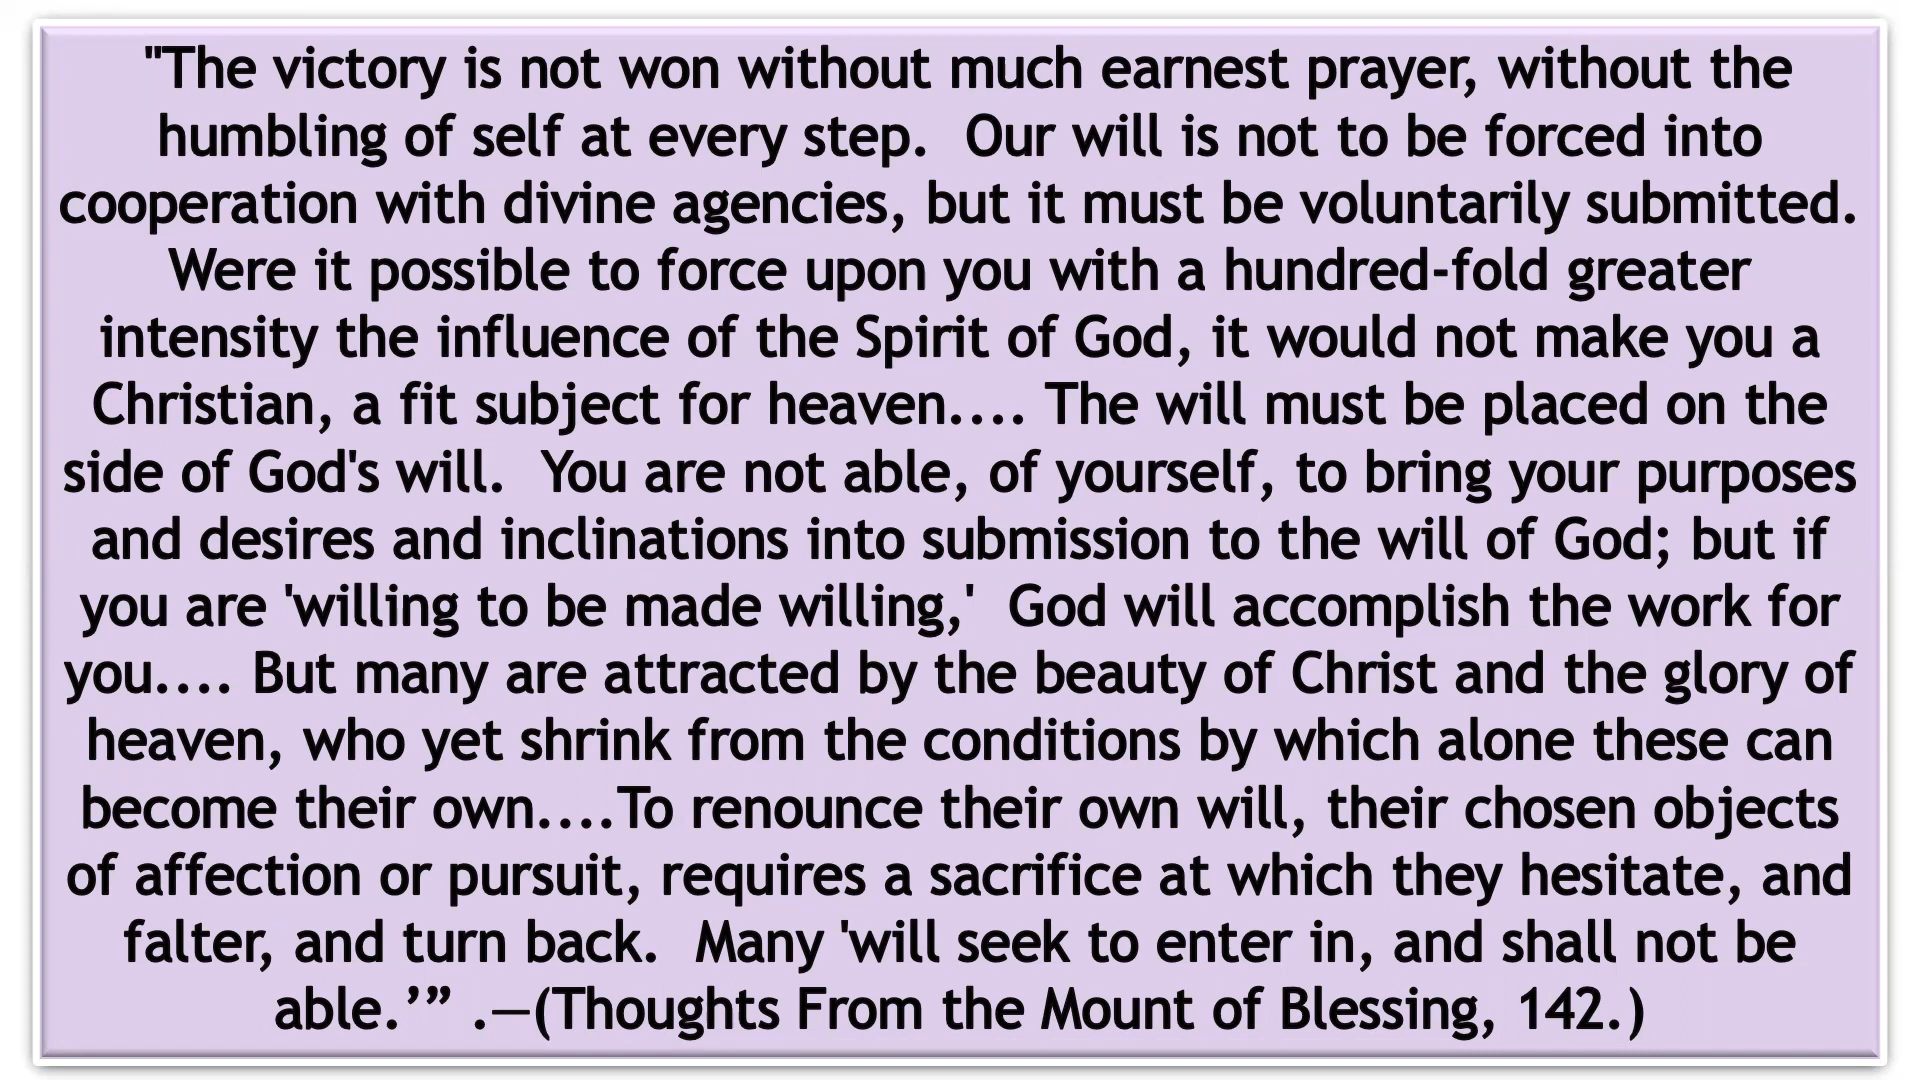 "The victory is not won without much earnest prayer, without the
humbling of self at every step.  Our will is not to be forced into
cooperation with divine agencies, but it must be voluntarily submitted.
Were it possible to force upon you with a hundred-fold greater
intensity the influence of the Spirit of God, it would not make you a
Christian, a fit subject for heaven.... The will must be placed on the
side of God's will.  You are not able, of yourself, to bring your purposes
and desires and inclinations into submission to the will of God; but if
you are 'willing to be made willing,'  God will accomplish the work for
you.... But many are attracted by the beauty of Christ and the glory of
heaven, who yet shrink from the conditions by which alone these can
become their own....To renounce their own will, their chosen objects
of affection or pursuit, requires a sacrifice at which they hesitate, and
falter, and turn back.  Many 'will seek to enter in, and shall not be
able.’” .—(Thoughts From the Mount of Blessing, 142.)